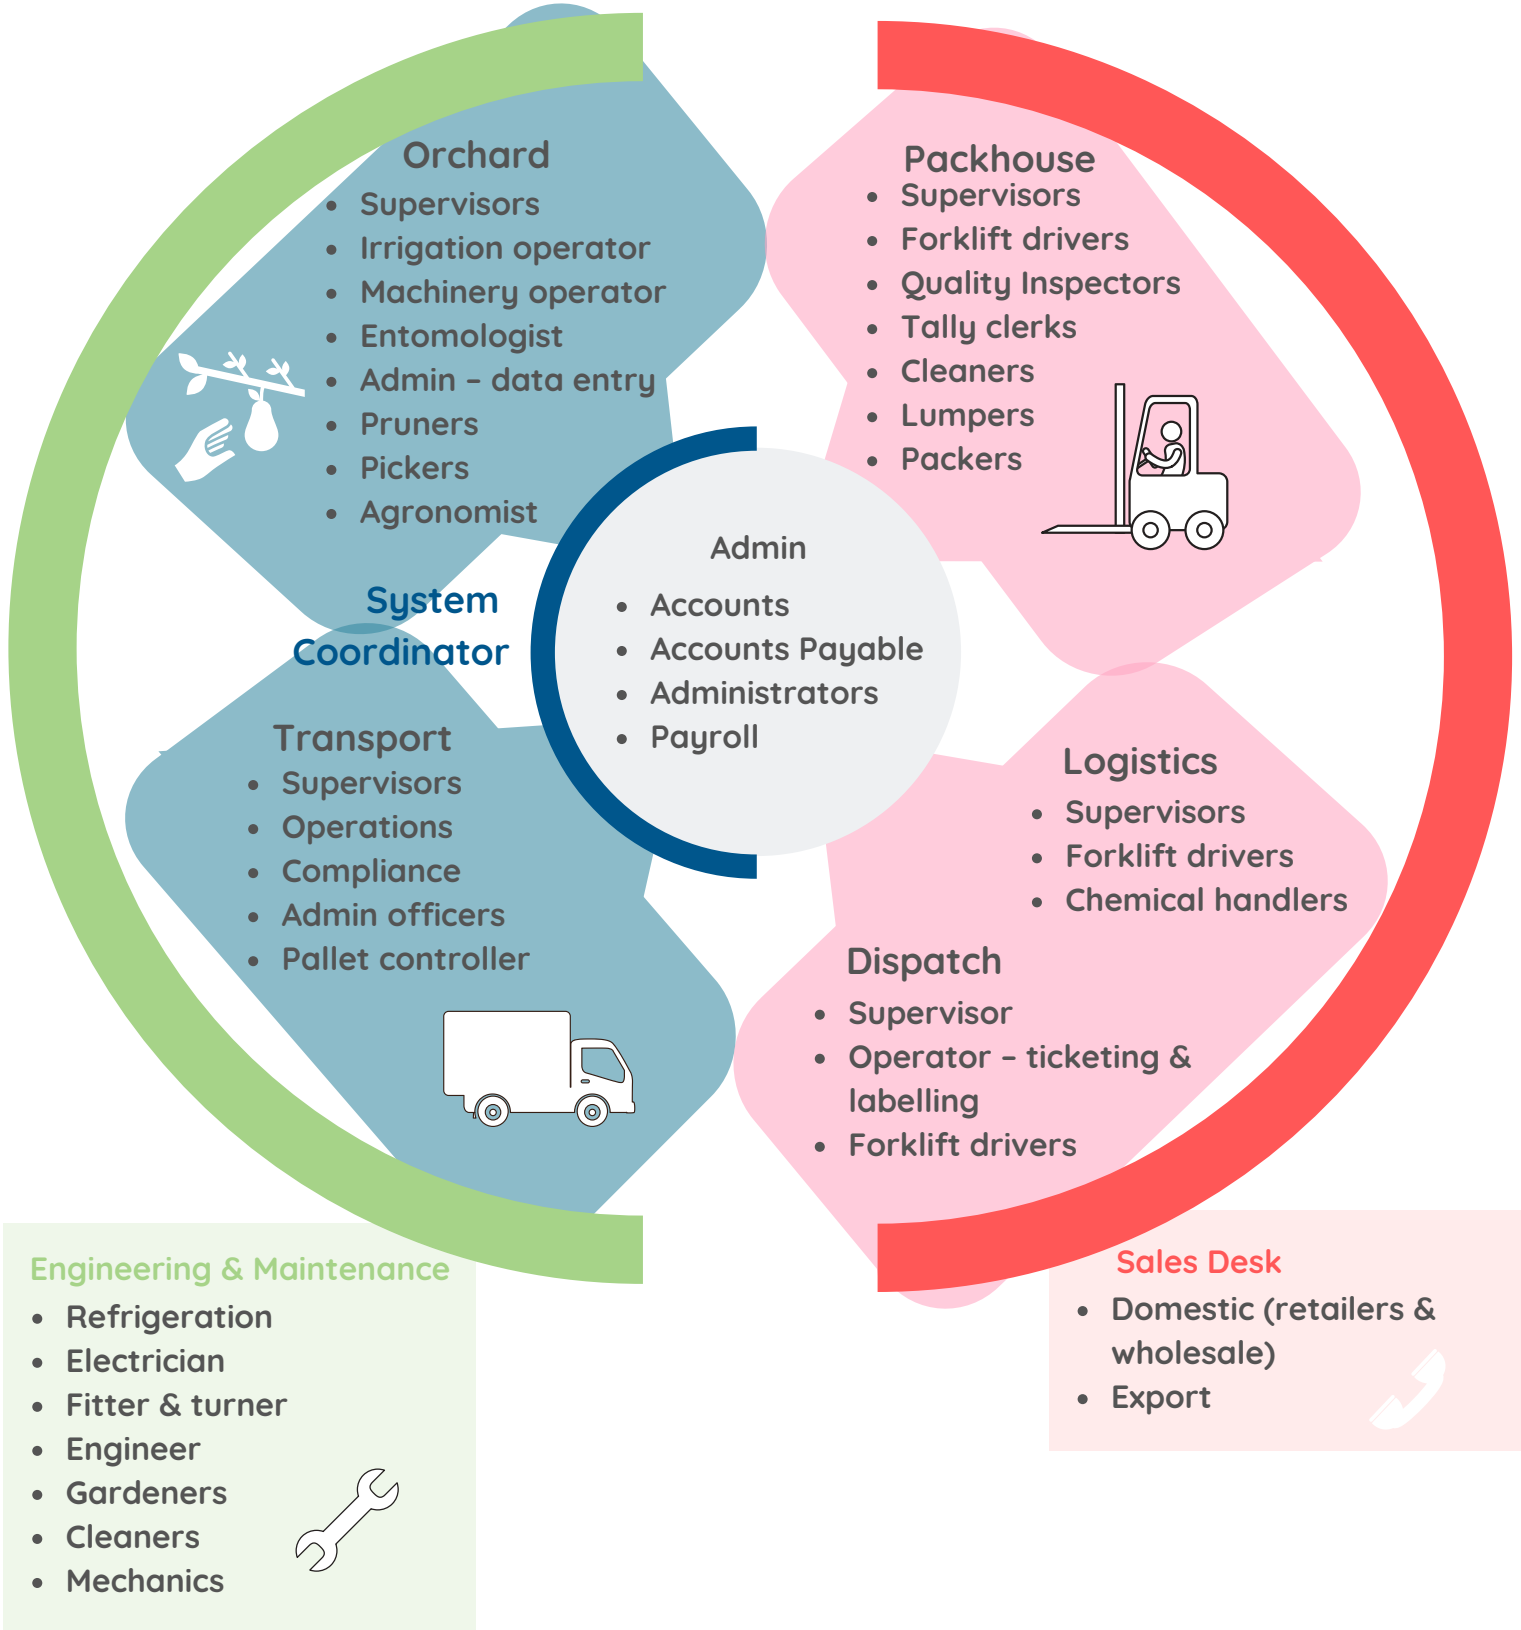 Orchard
Supervisors
Irrigation operator
Machinery operator
Entomologist
Admin – data entry
Pruners
Pickers
Agronomist
Packhouse
Supervisors
Forklift drivers
Quality Inspectors
Tally clerks
Cleaners
Lumpers
Packers
System
Coordinator
Admin
Accounts
Accounts Payable
Administrators
Payroll
Transport
Supervisors
Operations
Compliance
Admin officers
Pallet controller
Logistics
Supervisors
Forklift drivers
Chemical handlers
Dispatch
Supervisor
Operator – ticketing &
labelling
Forklift drivers
Engineering & Maintenance
Refrigeration
Electrician
Fitter & turner
Engineer
Gardeners
Cleaners
Mechanics
Sales Desk
Domestic (retailers &
wholesale)
Export